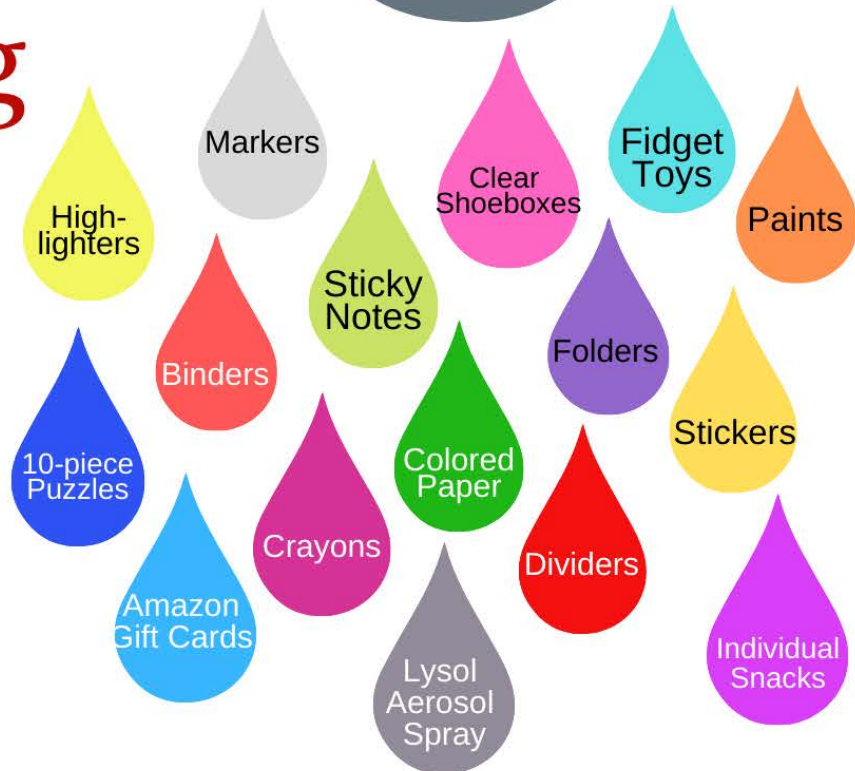 g
Markers
Fidget
Toys
Clear
Shoeboxes
High-
lighters
Paints
Sticky
Notes
Binders
Folders
Stickers
10-piece
Puzzles
Colored
Paper
Crayons
Dividers
Amazon
Gift Cards
Individual
Snacks
Lysol
Aerosol
Spray